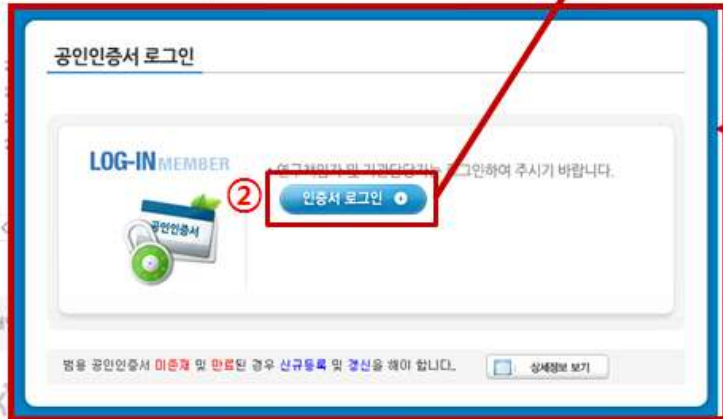 공인인증서 로그인
LOG-IN MEMBER
연구책임자 및 기관담당자는 로그인하여 주시기 바랍니다.
② 인증서 로그인
공인인증서
범용 공인인증서 미존재 및 만료된 경우 신규등록 및 갱신을 해야 합니다. 상세정보 보기